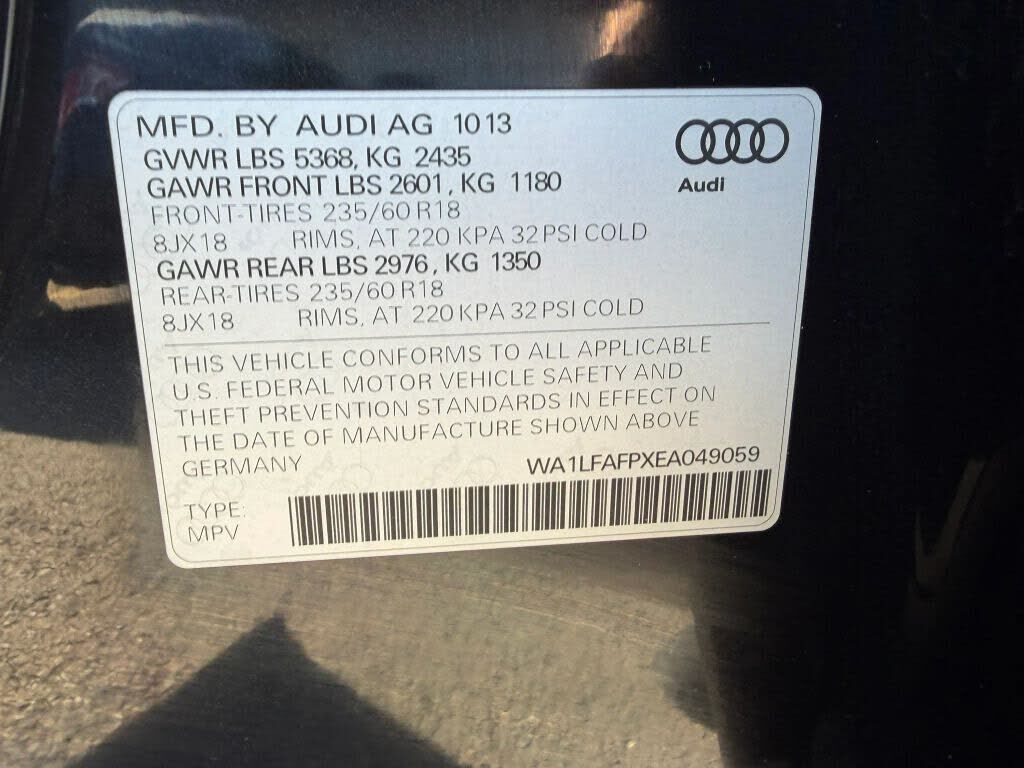 MFD. BY AUDI AG 1013
GVWR LBS 5368, KG 2435
GAWR FRONT LBS 2601, KG 1180
FRONT-TIRES 235/60 R18
8JX18 RIMS, AT 220 KPA 32 PSI COLD
GAWR REAR LBS 2976, KG 1350
REAR-TIRES 235/60 R18
8JX18 RIMS, AT 220 KPA 32 PSI COLD
Audi
THIS VEHICLE CONFORMS TO ALL APPLICABLE
U.S. FEDERAL MOTOR VEHICLE SAFETY AND
THEFT PREVENTION STANDARDS IN EFFECT ON
THE DATE OF MANUFACTURE SHOWN ABOVE
GERMANY WA1LFAFPXEA049059
TYPE:
MPV